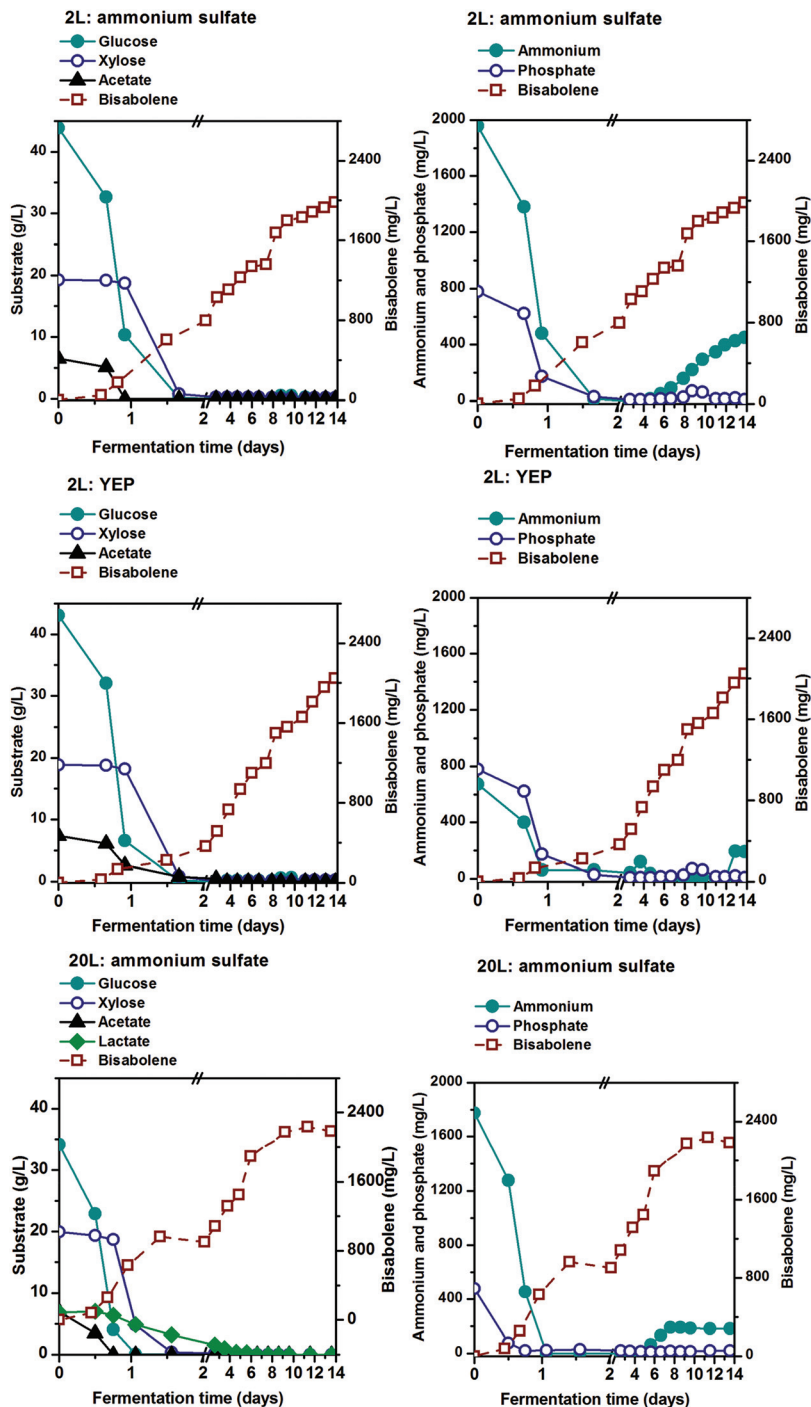 2L: ammonium sulfate
Glucose
Xylose
Acetate
Bisabolene
Substrate (g/L)
40
30
20
10
0
2400
1600
800
0
Bisabolene (mg/L)
0 1 2 4 6 8 10 12 14
Fermentation time (days)
2L: ammonium sulfate
Ammonium
Phosphate
Bisabolene
Ammonium and phosphate (mg/L)
2000
1600
1200
800
400
0
2400
1600
800
0
Bisabolene (mg/L)
0 1 2 4 6 8 10 12 14
Fermentation time (days)
2L: YEP
Glucose
Xylose
Acetate
Bisabolene
Substrate (g/L)
40
30
20
10
0
2400
1600
800
0
Bisabolene (mg/L)
0 1 2 4 6 8 10 12 14
Fermentation time (days)
2L: YEP
Ammonium
Phosphate
Bisabolene
Ammonium and phosphate (mg/L)
2000
1600
1200
800
400
0
2400
1600
800
0
Bisabolene (mg/L)
0 1 2 4 6 8 10 12 14
Fermentation time (days)
20L: ammonium sulfate
Glucose
Xylose
Acetate
Lactate
Bisabolene
Substrate (g/L)
40
30
20
10
0
2400
1600
800
0
Bisabolene (mg/L)
0 1 2 4 6 8 10 12 14
Fermentation time (days)
20L: ammonium sulfate
Ammonium
Phosphate
Bisabolene
Ammonium and phosphate (mg/L)
2000
1600
1200
800
400
0
2400
1600
800
0
Bisabolene (mg/L)
0 1 2 4 6 8 10 12 14
Fermentation time (days)